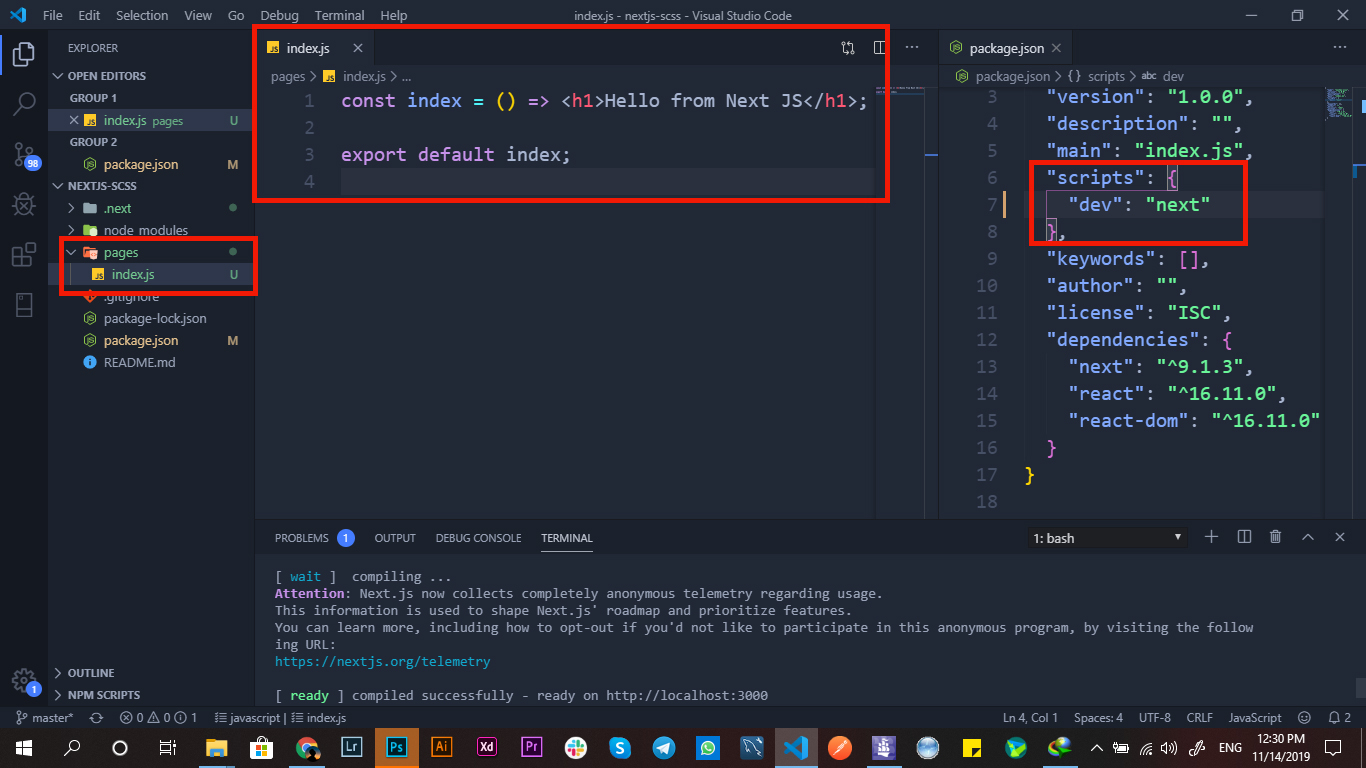 File Edit Selection View Go Debug Terminal Help
index.js - nextjs-scss - Visual Studio Code
EXPLORER
OPEN EDITORS
GROUP 1
index.js pages U
GROUP 2
package.json M
NEXTJS-SCSS
.next
node_modules
pages
index.js U
.gitignore
package-lock.json
package.json M
README.md
OUTLINE
NPM SCRIPTS
98
1
index.js
pages > index.js > ...
1 const index = () => <h1>Hello from Next JS</h1>;
2
3 export default index;
4
package.json
package.json > {} scripts > abc dev
3 "version": "1.0.0",
4 "description": "",
5 "main": "index.js",
6 "scripts": {
7 "dev": "next"
8 },
9 "keywords": [],
10 "author": "",
11 "license": "ISC",
12 "dependencies": {
13 "next": "^9.1.3",
14 "react": "^16.11.0",
15 "react-dom": "^16.11.0"
16 }
17 }
18
PROBLEMS 1 OUTPUT DEBUG CONSOLE TERMINAL
1: bash
[ wait ] compiling ...
Attention: Next.js now collects completely anonymous telemetry regarding usage.
This information is used to shape Next.js' roadmap and prioritize features.
You can learn more, including how to opt-out if you'd not like to participate in this anonymous program, by visiting the follow
ing URL:
https://nextjs.org/telemetry
[ ready ] compiled successfully - ready on http://localhost:3000
master* 0 0 1 javascript | index.js
Ln 4, Col 1 Spaces: 4 UTF-8 CRLF JavaScript 2
Lr Ps Ai Xd Pr
ENG
12:30 PM
11/14/2019